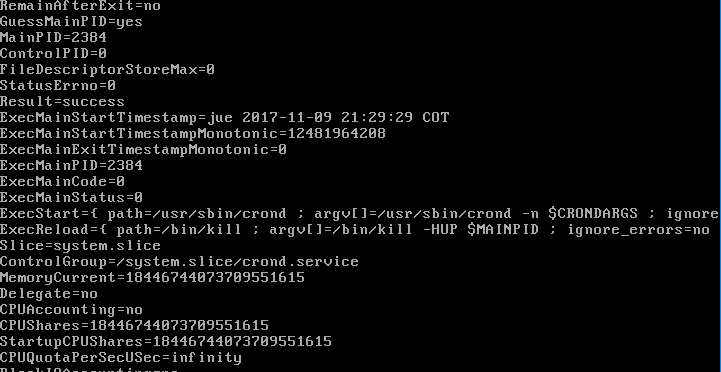 RemainAfterExit=no
GuessMainPID=yes
MainPID=2384
ControlPID=0
FileDescriptorStoreMax=0
StatusErrno=0
Result=success
ExecMainStartTimestamp=jue 2017-11-09 21:29:29 COT
ExecMainStartTimestampMonotonic=12481964208
ExecMainExitTimestampMonotonic=0
ExecMainPID=2384
ExecMainCode=0
ExecMainStatus=0
ExecStart={ path=/usr/sbin/crond ; argv[]=/usr/sbin/crond -n $CRONDARGS ; ignore
ExecReload={ path=/bin/kill ; argv[]=/bin/kill -HUP $MAINPID ; ignore_errors=no
Slice=system.slice
ControlGroup=/system.slice/crond.service
MemoryCurrent=18446744073709551615
Delegate=no
CPUAccounting=no
CPUShares=18446744073709551615
StartupCPUShares=18446744073709551615
CPUQuotaPerSecUSec=infinity
BlockIOAccounting=no